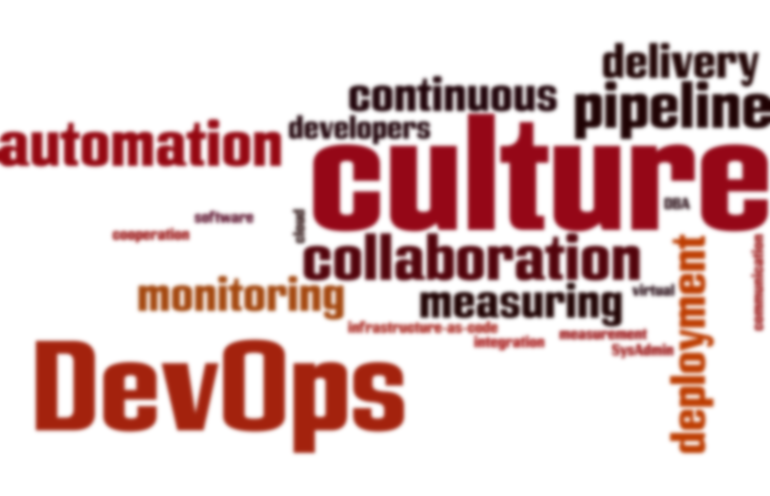 delivery
continuous
pipeline
developers
automation
culture
DBA
software
cloud
cooperation
collaboration
communication
deployment
monitoring
measuring
virtual
infrastructure-as-code
measurement
integration
SysAdmin
DevOps